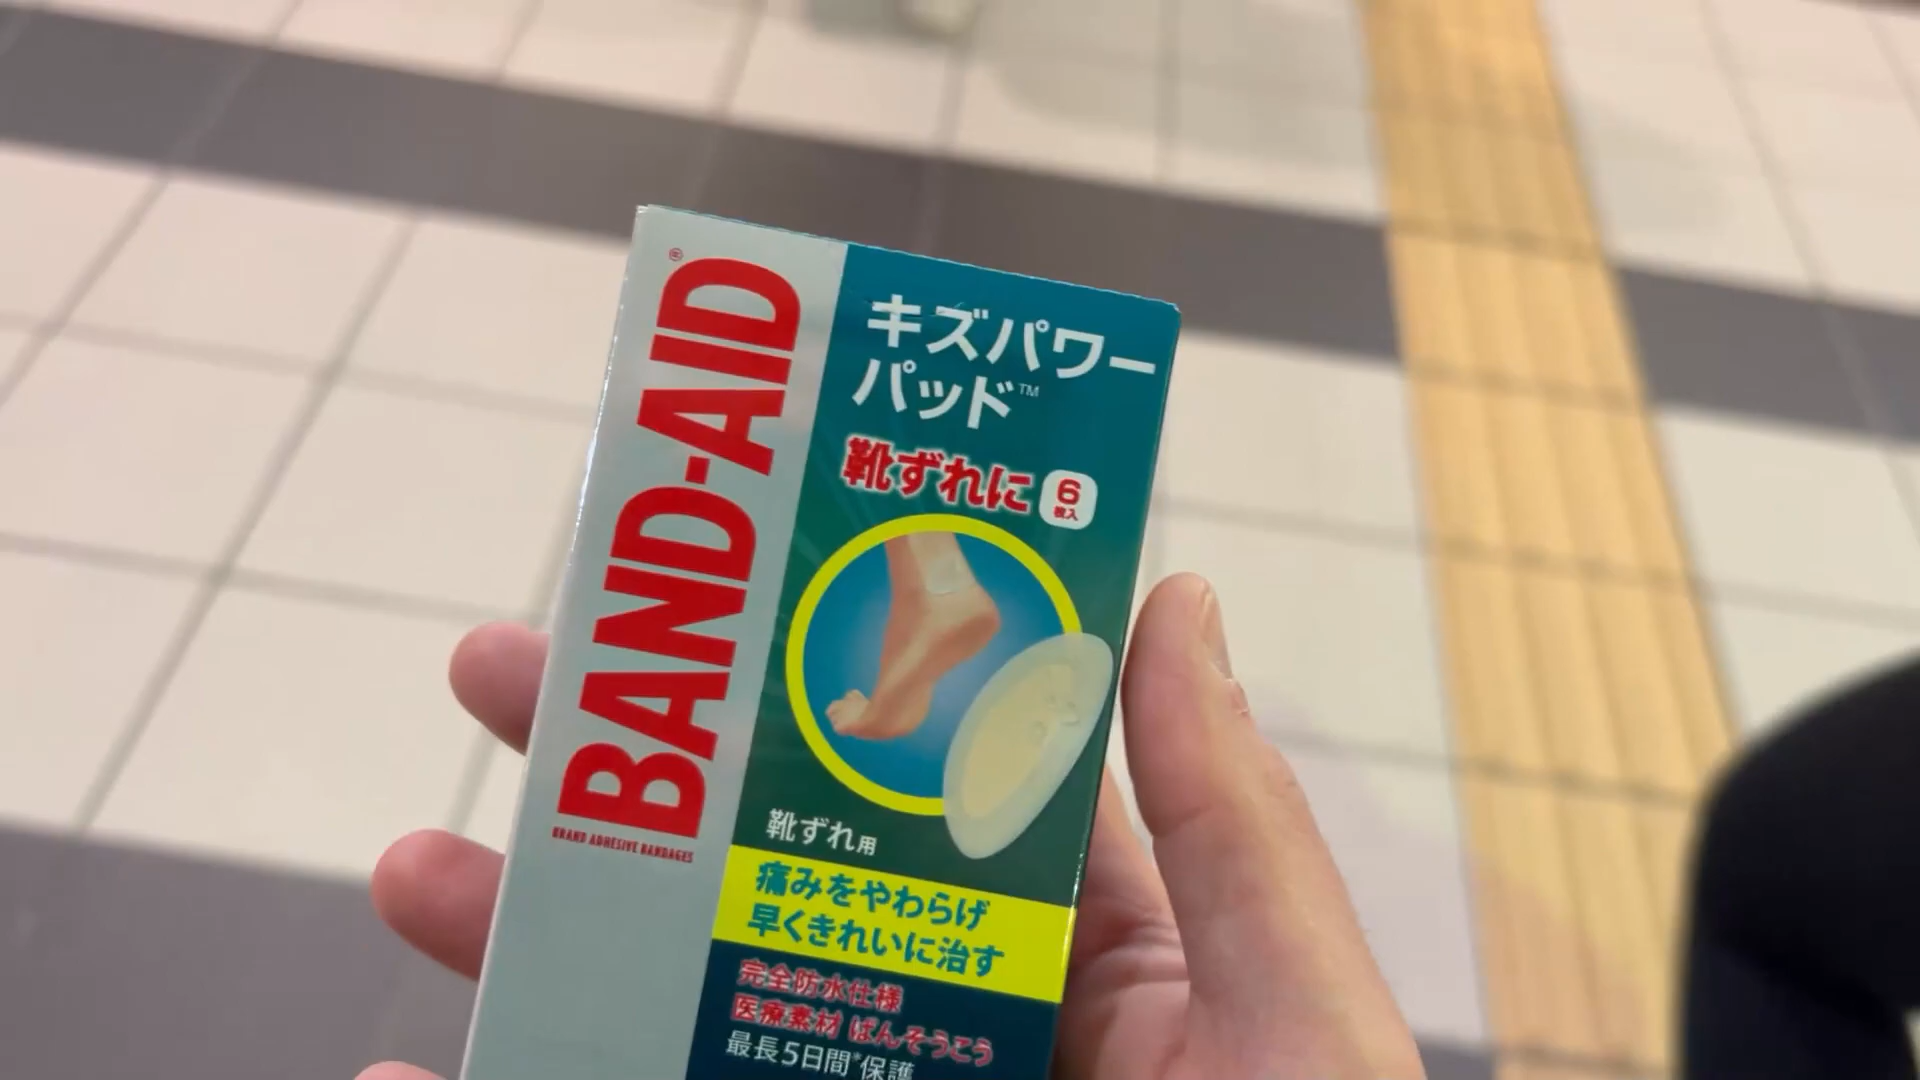 BAND-AID®
BRAND ADHESIVE BANDAGES
キズパワー
パッド™
靴ずれに
6
枚入
靴ずれ用
痛みをやわらげ
早くきれいに治す
完全防水仕様
医療素材 ばんそうこう
最長5日間*保護